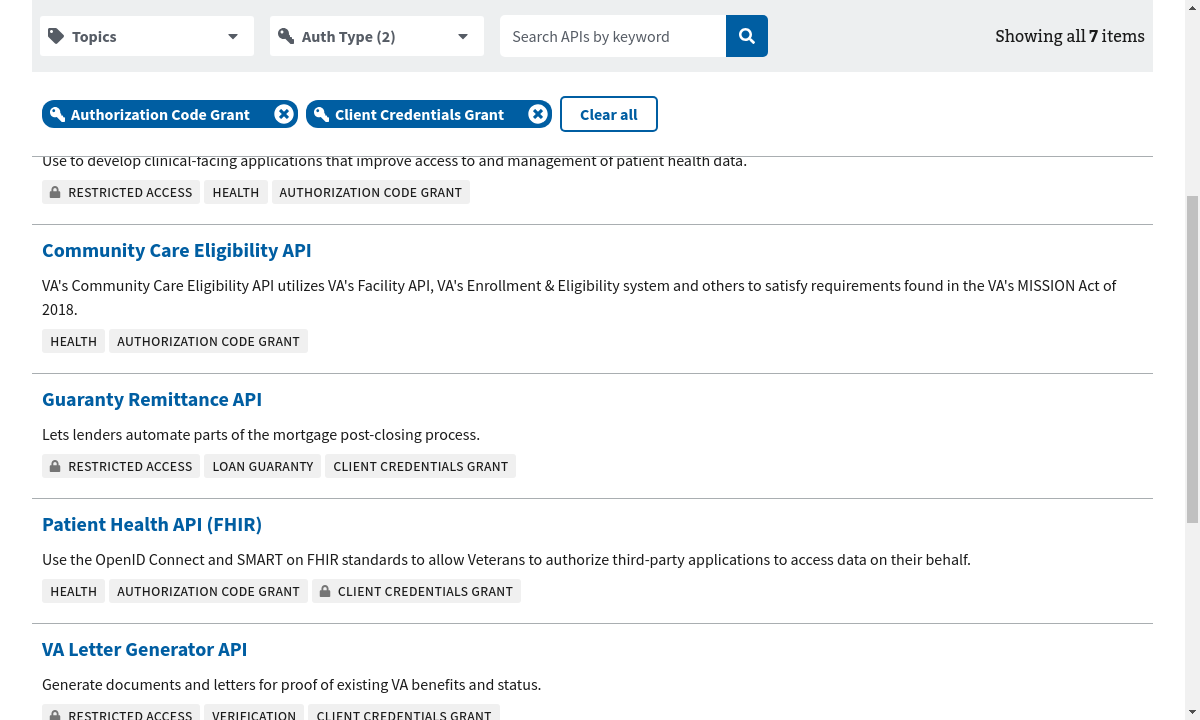 Topics
Auth Type (2)
Search APIs by keyword
Showing all 7 items
Authorization Code Grant
Client Credentials Grant
Clear all
Use to develop clinical-facing applications that improve access to and management of patient health data.
RESTRICTED ACCESS HEALTH AUTHORIZATION CODE GRANT
Community Care Eligibility API
VA's Community Care Eligibility API utilizes VA's Facility API, VA's Enrollment & Eligibility system and others to satisfy requirements found in the VA's MISSION Act of
2018.
HEALTH AUTHORIZATION CODE GRANT
Guaranty Remittance API
Lets lenders automate parts of the mortgage post-closing process.
RESTRICTED ACCESS LOAN GUARANTY CLIENT CREDENTIALS GRANT
Patient Health API (FHIR)
Use the OpenID Connect and SMART on FHIR standards to allow Veterans to authorize third-party applications to access data on their behalf.
HEALTH AUTHORIZATION CODE GRANT CLIENT CREDENTIALS GRANT
VA Letter Generator API
Generate documents and letters for proof of existing VA benefits and status.
RESTRICTED ACCESS VERIFICATION CLIENT CREDENTIALS GRANT